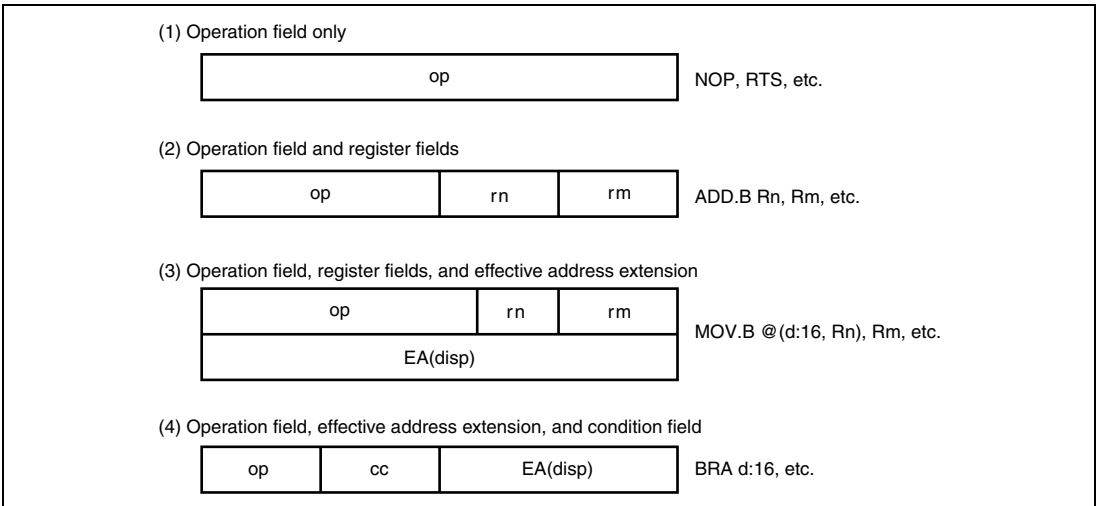 (1) Operation field only
op
NOP, RTS, etc.
(2) Operation field and register fields
op rn rm
ADD.B Rn, Rm, etc.
(3) Operation field, register fields, and effective address extension
op rn rm
EA(disp)
MOV.B @(d:16, Rn), Rm, etc.
(4) Operation field, effective address extension, and condition field
op cc EA(disp)
BRA d:16, etc.